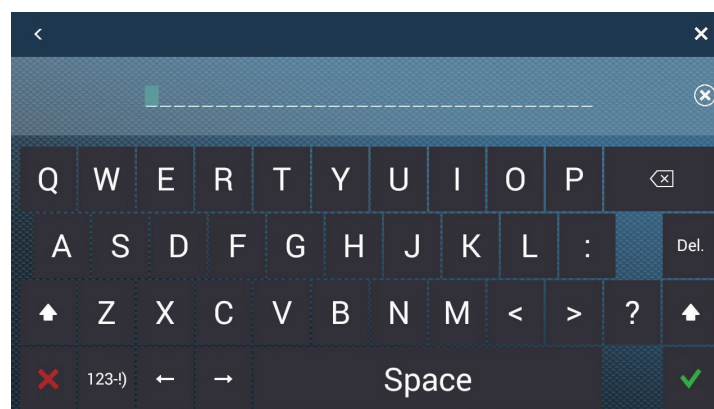 Q W E R T Y U I O P
A S D F G H J K L : Del.
Z X C V B N M < > ?
123-!) ← → Space